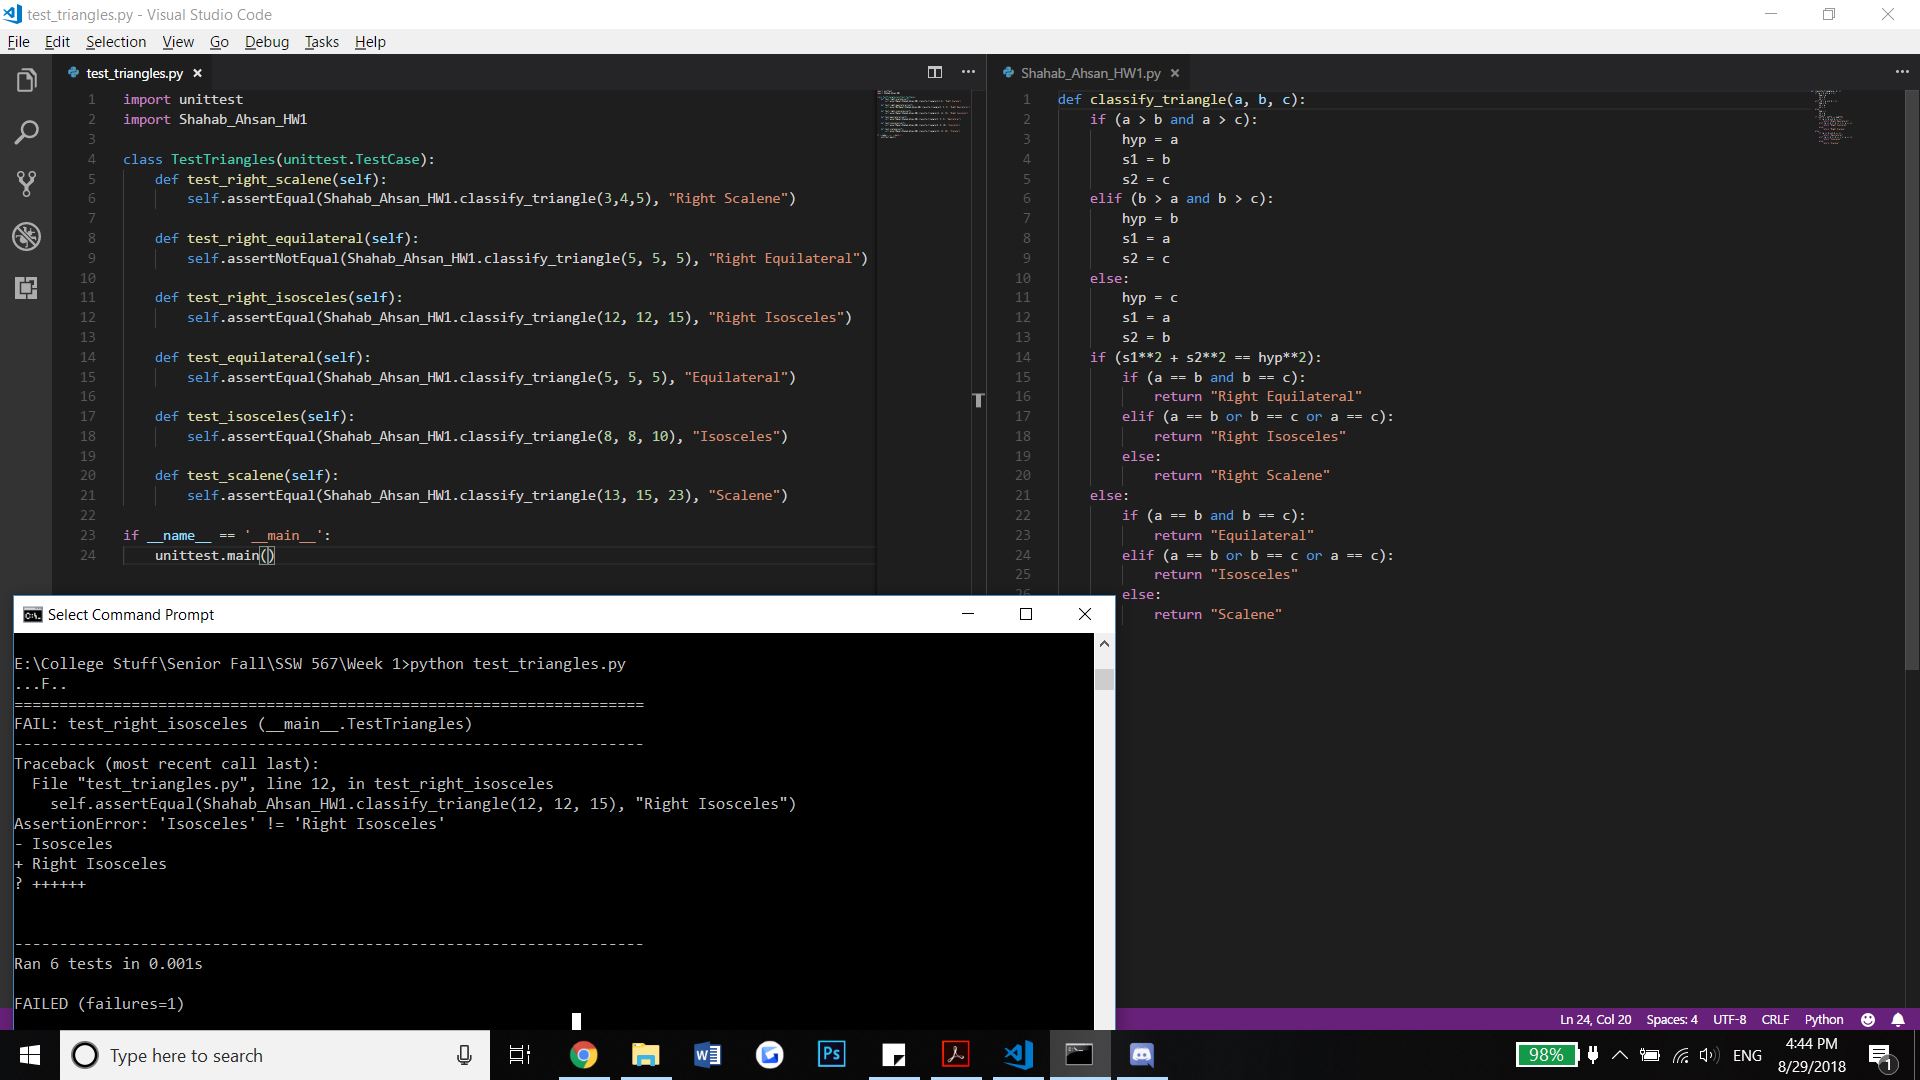 test_triangles.py - Visual Studio Code
File Edit Selection View Go Debug Tasks Help
test_triangles.py
1 import unittest
2 import Shahab_Ahsan_HW1
3
4 class TestTriangles(unittest.TestCase):
5 def test_right_scalene(self):
6 self.assertEqual(Shahab_Ahsan_HW1.classify_triangle(3,4,5), "Right Scalene")
7
8 def test_right_equilateral(self):
9 self.assertNotEqual(Shahab_Ahsan_HW1.classify_triangle(5, 5, 5), "Right Equilateral")
10
11 def test_right_isosceles(self):
12 self.assertEqual(Shahab_Ahsan_HW1.classify_triangle(12, 12, 15), "Right Isosceles")
13
14 def test_equilateral(self):
15 self.assertEqual(Shahab_Ahsan_HW1.classify_triangle(5, 5, 5), "Equilateral")
16
17 def test_isosceles(self):
18 self.assertEqual(Shahab_Ahsan_HW1.classify_triangle(8, 8, 10), "Isosceles")
19
20 def test_scalene(self):
21 self.assertEqual(Shahab_Ahsan_HW1.classify_triangle(13, 15, 23), "Scalene")
22
23 if __name__ == '__main__':
24 unittest.main()
Shahab_Ahsan_HW1.py
1 def classify_triangle(a, b, c):
2 if (a > b and a > c):
3 hyp = a
4 s1 = b
5 s2 = c
6 elif (b > a and b > c):
7 hyp = b
8 s1 = a
9 s2 = c
10 else:
11 hyp = c
12 s1 = a
13 s2 = b
14 if (s1**2 + s2**2 == hyp**2):
15 if (a == b and b == c):
16 return "Right Equilateral"
17 elif (a == b or b == c or a == c):
18 return "Right Isosceles"
19 else:
20 return "Right Scalene"
21 else:
22 if (a == b and b == c):
23 return "Equilateral"
24 elif (a == b or b == c or a == c):
25 return "Isosceles"
26 else:
return "Scalene"
Select Command Prompt
E:\College Stuff\Senior Fall\SSW 567\Week 1>python test_triangles.py
...F..
======================================================================
FAIL: test_right_isosceles (__main__.TestTriangles)
----------------------------------------------------------------------
Traceback (most recent call last):
File "test_triangles.py", line 12, in test_right_isosceles
self.assertEqual(Shahab_Ahsan_HW1.classify_triangle(12, 12, 15), "Right Isosceles")
AssertionError: 'Isosceles' != 'Right Isosceles'
- Isosceles
+ Right Isosceles
? ++++++
----------------------------------------------------------------------
Ran 6 tests in 0.001s
FAILED (failures=1)
Ln 24, Col 20 Spaces: 4 UTF-8 CRLF Python
Type here to search
Ps
98%
ENG
4:44 PM
8/29/2018
1